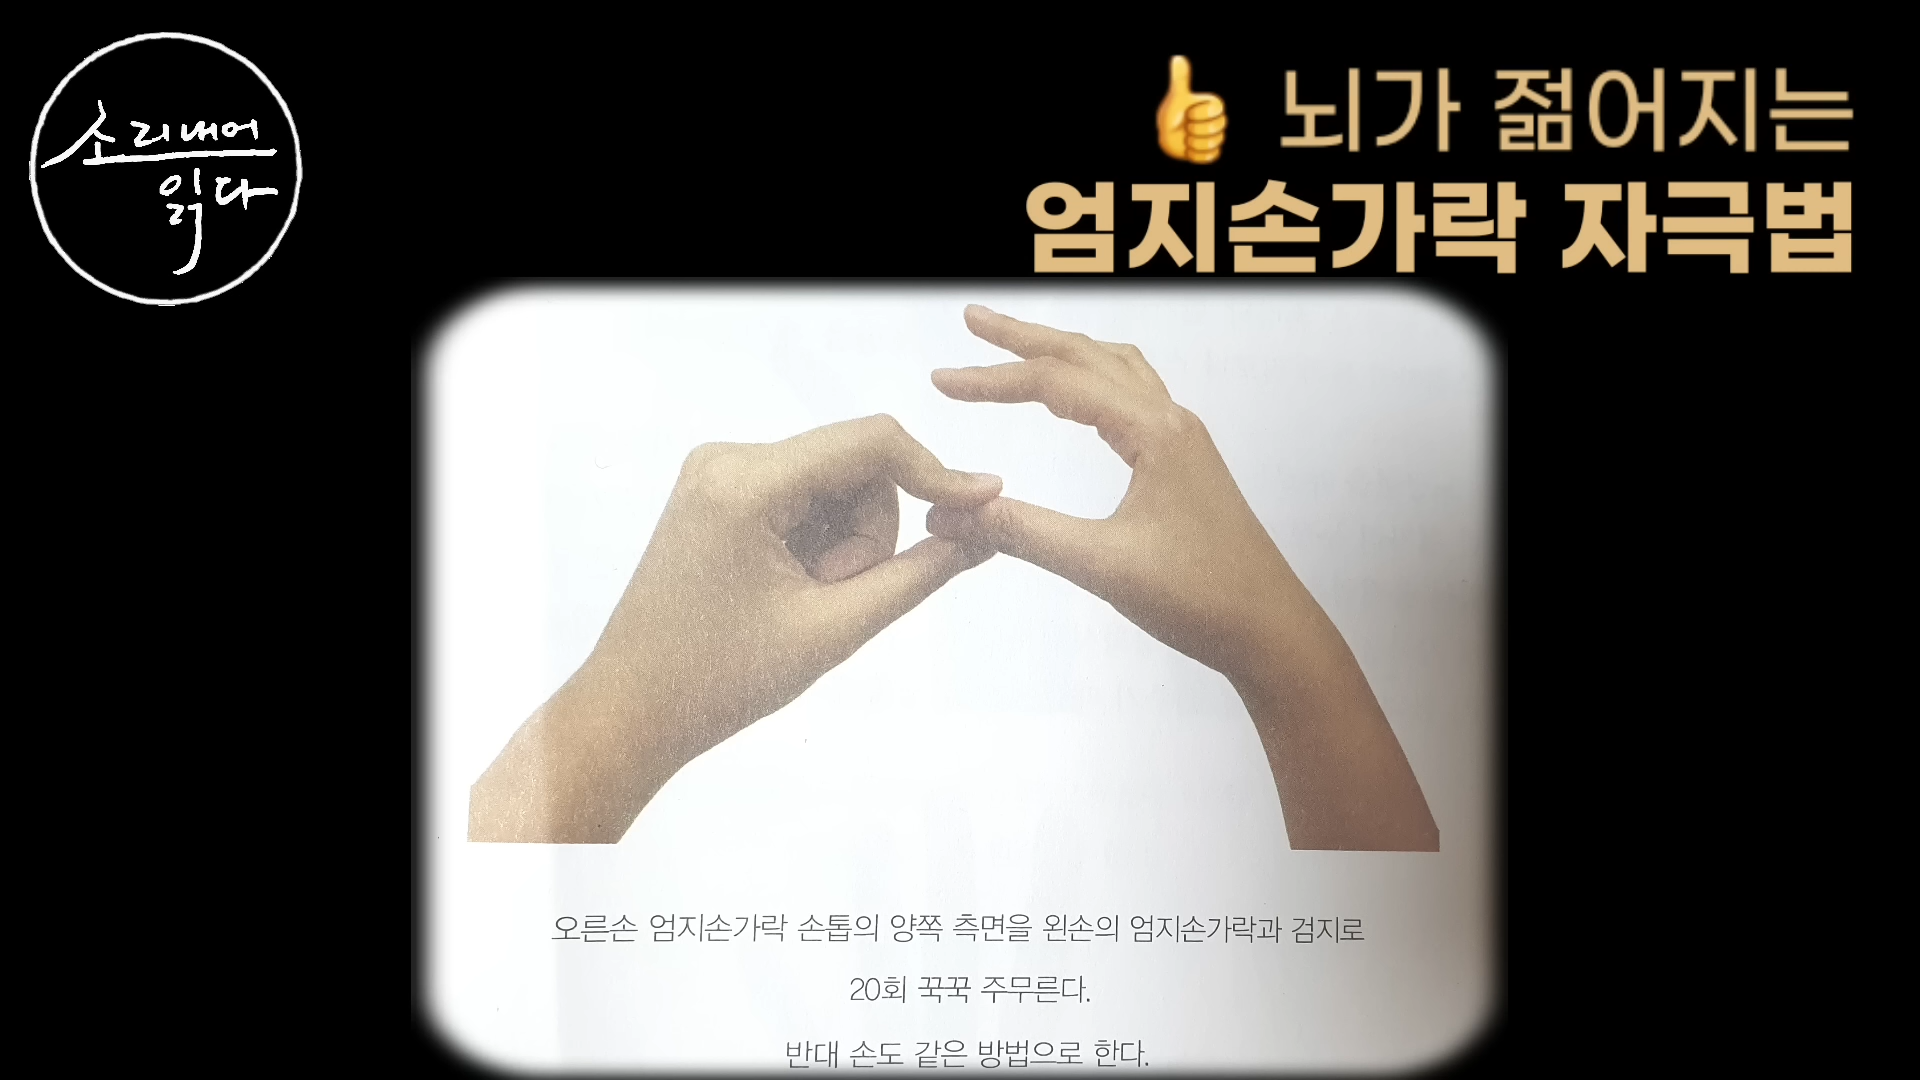 소리내어
읽다
👍 뇌가 젊어지는
엄지손가락 자극법
오른손 엄지손가락 손톱의 양쪽 측면을 왼손의 엄지손가락과 검지로
20회 꾹꾹 주무른다.
반대 손도 같은 방법으로 한다.